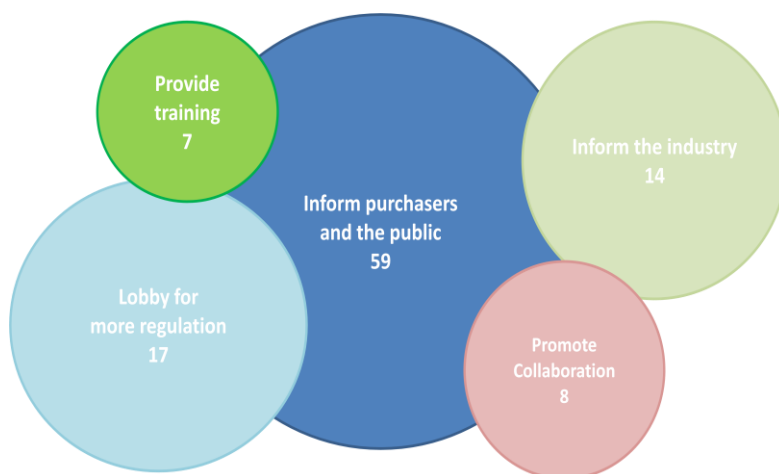 Provide
training
7
Inform purchasers
and the public
59
Inform the industry
14
Lobby for
more regulation
17
Promote
Collaboration
8